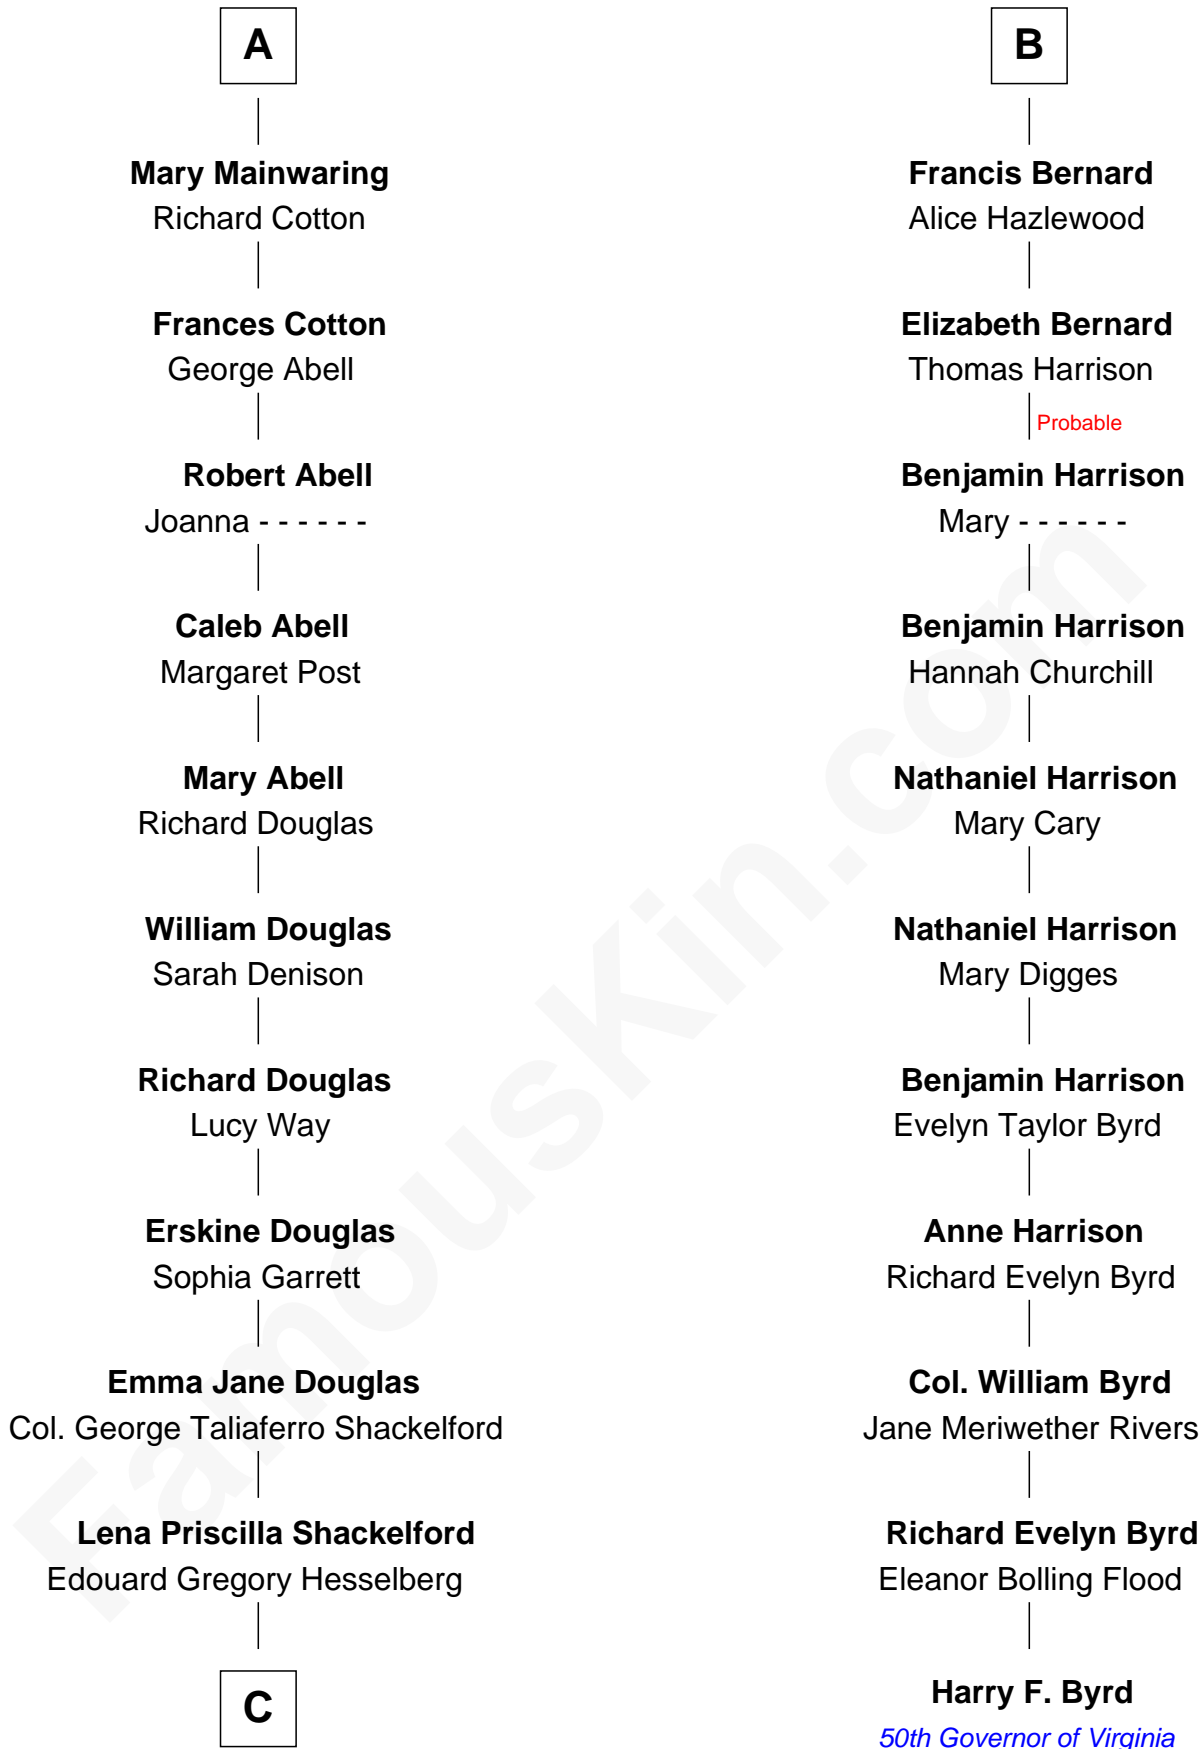 A
Mary Mainwaring
Richard Cotton
Frances Cotton
George Abell
Robert Abell
Joanna - - - - - -
Caleb Abell
Margaret Post
Mary Abell
Richard Douglas
William Douglas
Sarah Denison
Richard Douglas
Lucy Way
Erskine Douglas
Sophia Garrett
Emma Jane Douglas
Col. George Taliaferro Shackelford
Lena Priscilla Shackelford
Edouard Gregory Hesselberg
C
B
Francis Bernard
Alice Hazlewood
Elizabeth Bernard
Thomas Harrison
Probable
Benjamin Harrison
Mary - - - - - -
Benjamin Harrison
Hannah Churchill
Nathaniel Harrison
Mary Cary
Nathaniel Harrison
Mary Digges
Benjamin Harrison
Evelyn Taylor Byrd
Anne Harrison
Richard Evelyn Byrd
Col. William Byrd
Jane Meriwether Rivers
Richard Evelyn Byrd
Eleanor Bolling Flood
Harry F. Byrd
50th Governor of Virginia
FamousKin.com